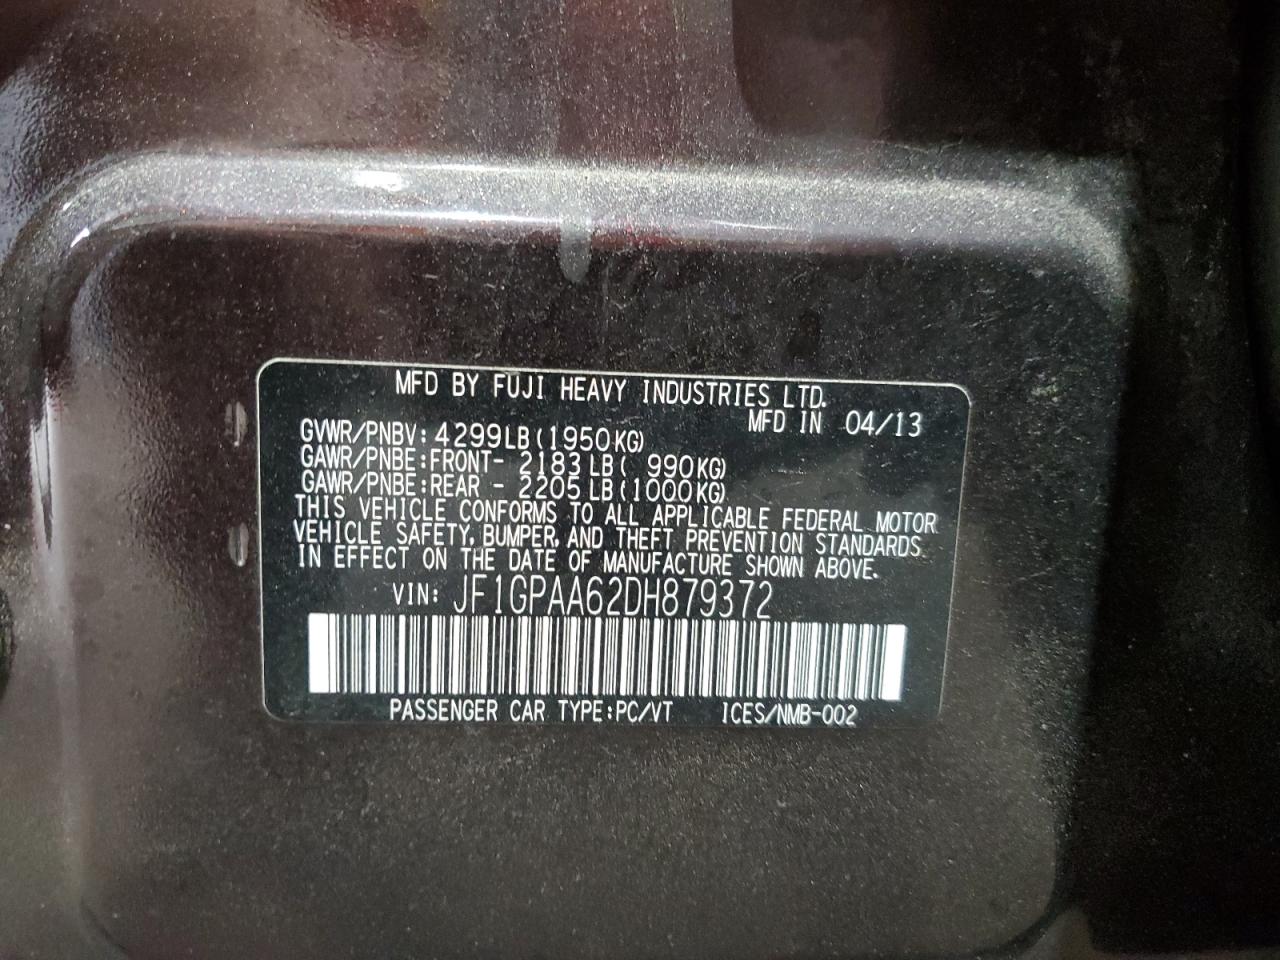 MFD BY FUJI HEAVY INDUSTRIES LTD.
MFD IN 04/13
GVWR/PNBV: 4299LB(1950KG)
GAWR/PNBE:FRONT- 2183LB( 990KG)
GAWR/PNBE:REAR - 2205LB(1000KG)
THIS VEHICLE CONFORMS TO ALL APPLICABLE FEDERAL MOTOR
VEHICLE SAFETY, BUMPER, AND THEFT PREVENTION STANDARDS
IN EFFECT ON THE DATE OF MANUFACTURE SHOWN ABOVE.
VIN: JF1GPAA62DH879372
PASSENGER CAR TYPE:PC/VT ICES/NMB-002